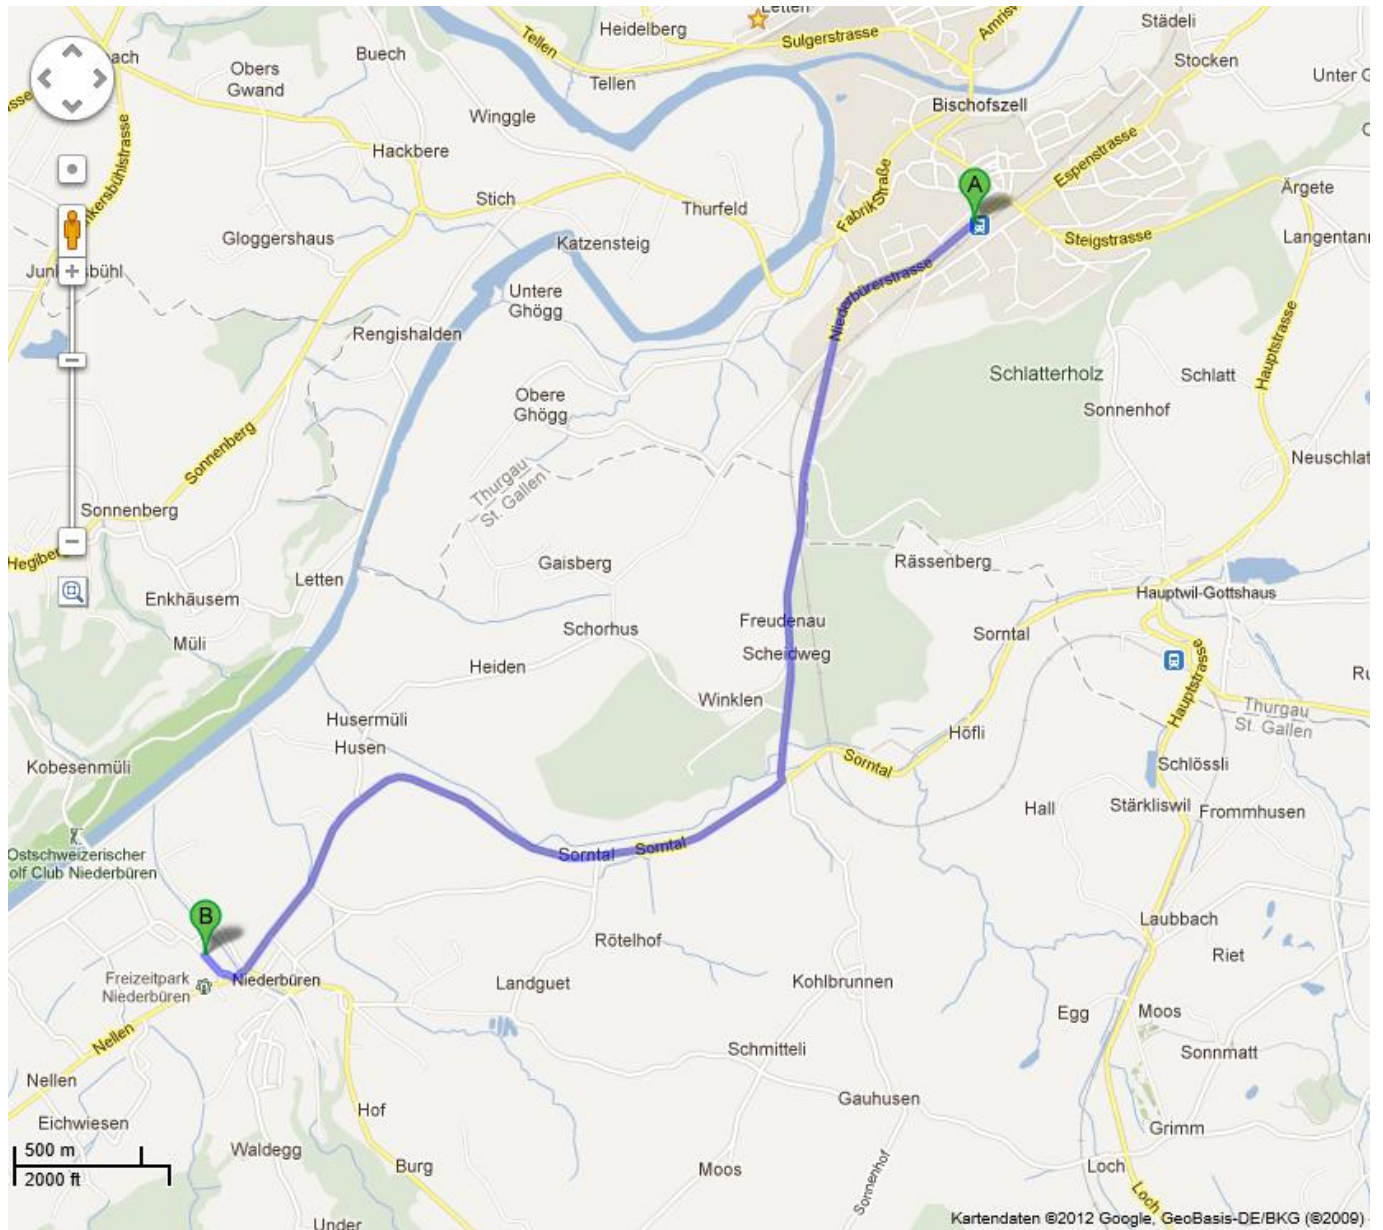 Letten
Heidelberg
Städeli
Tellen
Sulgerstrasse
Buech
Stocken
Obers
Gwand
Tellen
Unter
Bischofszell
Winggle
Hackbere
Espenstrasse
Stich
Thurfeld
A
Ärgete
FabrikStraße
Gloggershaus
Katzensteig
Steigstrasse
Langentann
Untere
Ghögg
Niederbürerstrasse
Rengishalden
Schlatterholz
Schlatt
Hauptstrasse
Obere
Ghögg
Sonnenhof
Sonnenberg
Thurgau
St. Gallen
Neuschlat
Sonnenberg
Gaisberg
Rässenberg
Letten
Hauptwil-Gottshaus
Enkhäusem
Freudenau
Schorhus
Sorntal
Müli
Scheidweg
Heiden
Winklen
Hauptstrasse
Thurgau
St. Gallen
Husermüli
Höfli
Husen
Kobesenmüli
Sorntal
Schlössli
Hall
Stärkliswil
Frommhusen
Ostschweizerischer
olf Club Niederbüren
Sorntal
Sorntal
B
Laubbach
Rötelhof
Riet
Freizeitpark
Niederbüren
Niederbüren
Landguet
Kohlbrunnen
Nellen
Egg
Moos
Schmitteli
Sonnmatt
Nellen
Gauhusen
Hof
Eichwiesen
Grimm
500 m
2000 ft
Waldegg
Burg
Moos
Loch
Sonnenhof
Loch
Under
Kartendaten ©2012 Google, GeoBasis-DE/BKG (©2009)